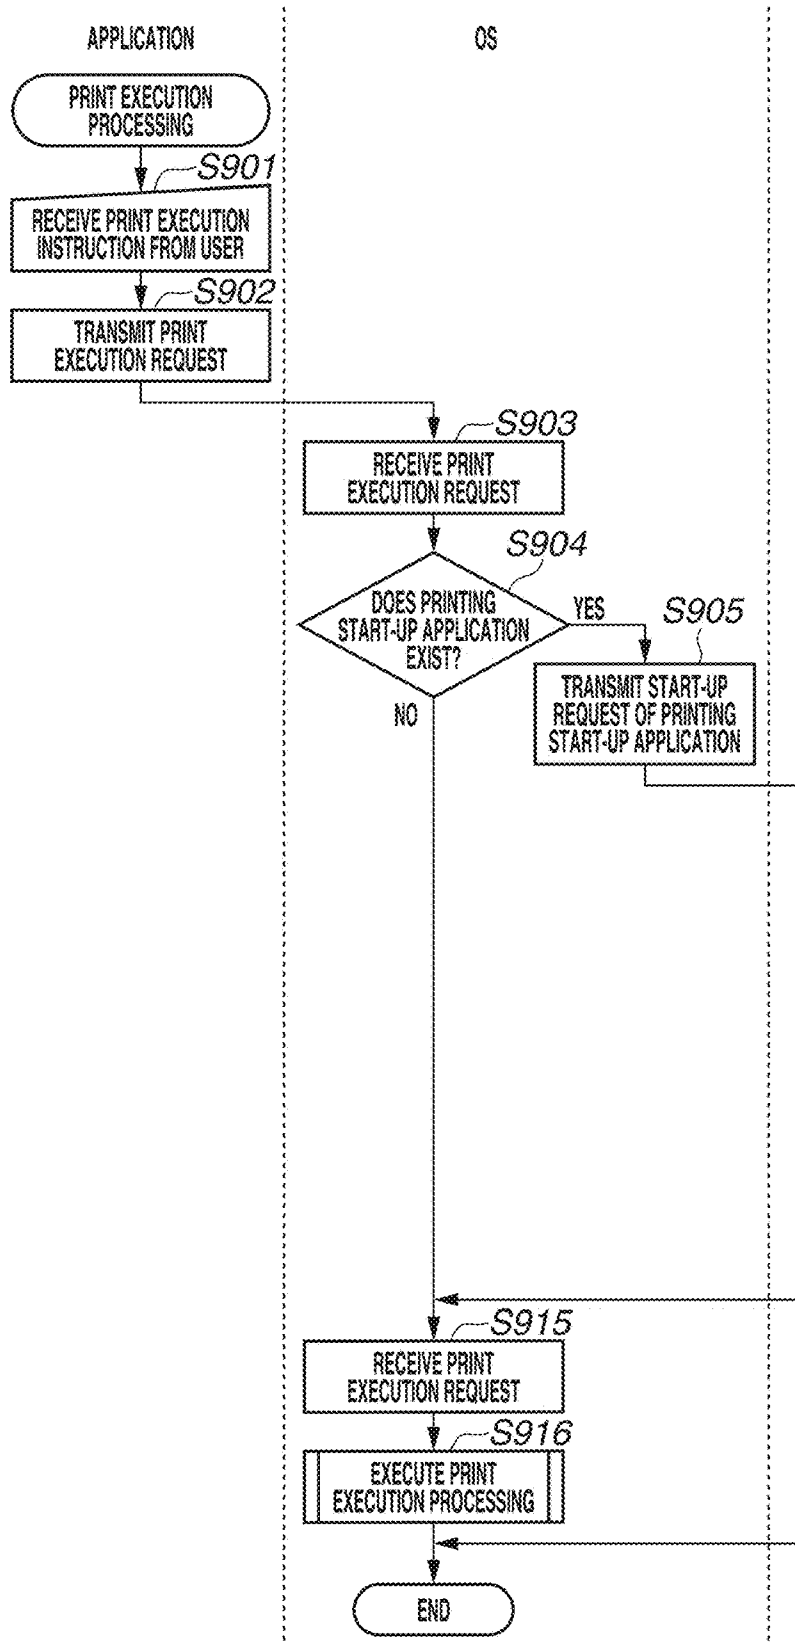 APPLICATION
OS
PRINT EXECUTION
PROCESSING
S901
RECEIVE PRINT EXECUTION
INSTRUCTION FROM USER
S902
TRANSMIT PRINT
EXECUTION REQUEST
S903
RECEIVE PRINT
EXECUTION REQUEST
S904
DOES PRINTING
START-UP APPLICATION
EXIST?
YES
NO
S905
TRANSMIT START-UP
REQUEST OF PRINTING
START-UP APPLICATION
S915
RECEIVE PRINT
EXECUTION REQUEST
S916
EXECUTE PRINT
EXECUTION PROCESSING
END